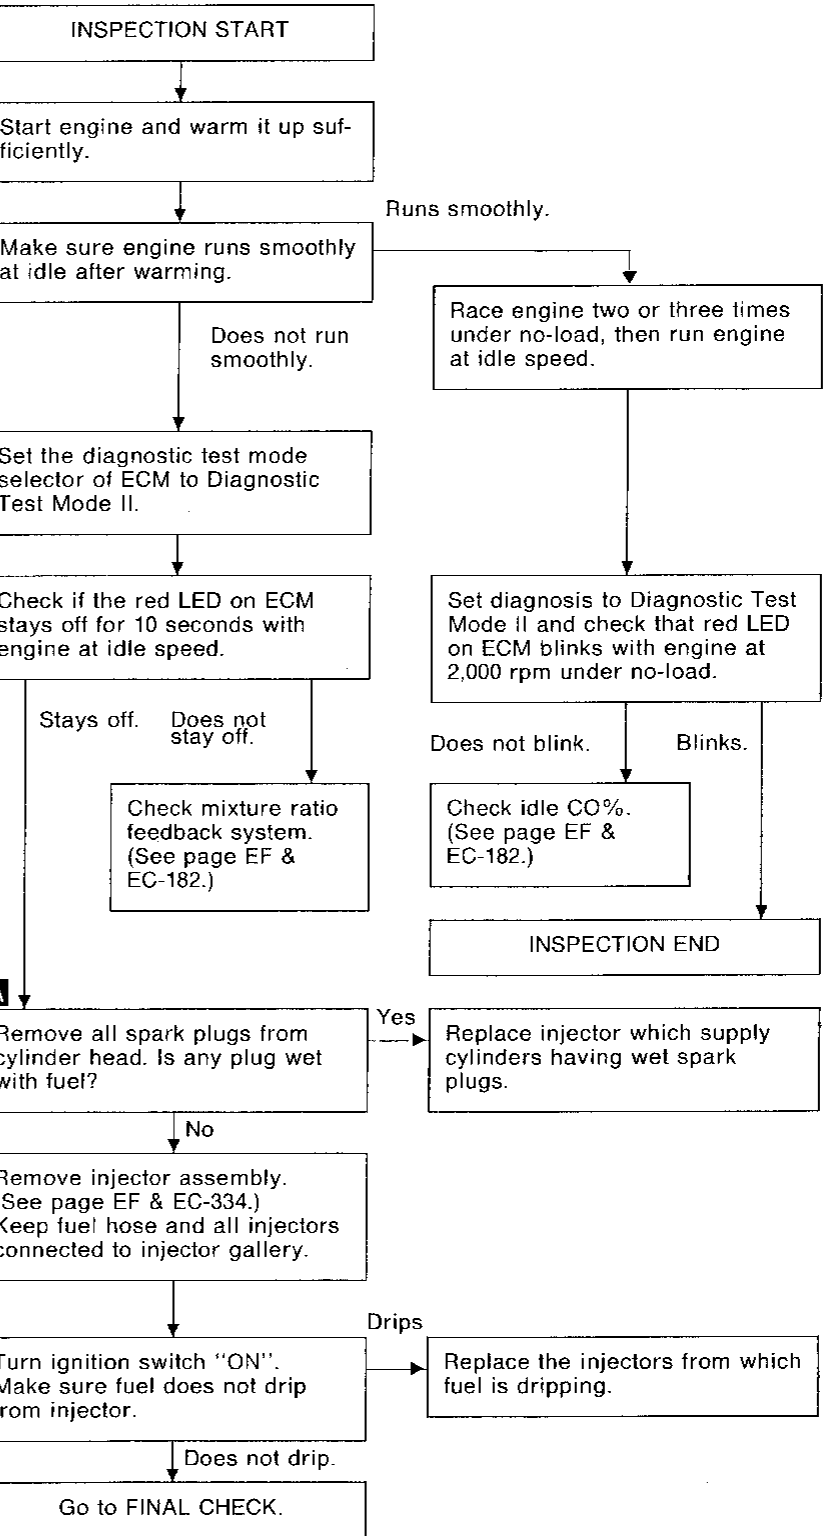 INSPECTION START
Start engine and warm it up suf-
ficiently.
Runs smoothly.
Make sure engine runs smoothly
at idle after warming.
Race engine two or three times
under no-load, then run engine
at idle speed.
Does not run
smoothly.
Set the diagnostic test mode
selector of ECM to Diagnostic
Test Mode II.
Check if the red LED on ECM
stays off for 10 seconds with
engine at idle speed.
Set diagnosis to Diagnostic Test
Mode II and check that red LED
on ECM blinks with engine at
2,000 rpm under no-load.
Stays off.
Does not
stay off.
Does not blink.
Blinks.
Check mixture ratio
feedback system.
(See page EF &
EC-182.)
Check idle CO%.
(See page EF &
EC-182.)
INSPECTION END
A
Remove all spark plugs from
cylinder head. Is any plug wet
with fuel?
Yes
Replace injector which supply
cylinders having wet spark
plugs.
No
Remove injector assembly.
(See page EF & EC-334.)
Keep fuel hose and all injectors
connected to injector gallery.
Drips
Turn ignition switch "ON".
Make sure fuel does not drip
from injector.
Replace the injectors from which
fuel is dripping.
Does not drip.
Go to FINAL CHECK.